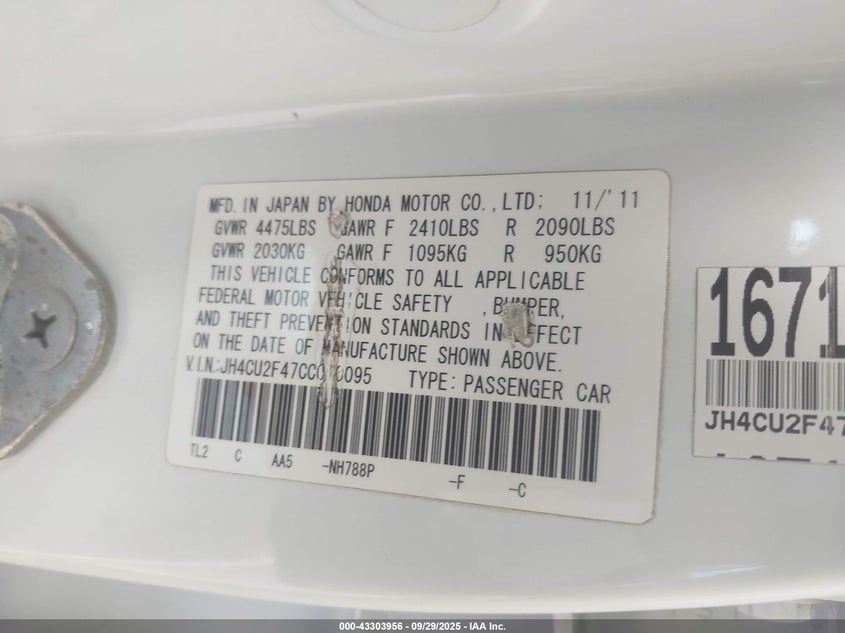 MFD. IN JAPAN BY HONDA MOTOR CO.,LTD; 11/'11
GVWR 4475LBS GAWR F 2410LBS R 2090LBS
GVWR 2030KG GAWR F 1095KG R 950KG
THIS VEHICLE CONFORMS TO ALL APPLICABLE
FEDERAL MOTOR VEHICLE SAFETY ,BUMPER,
AND THEFT PREVENTION STANDARDS IN EFFECT
ON THE DATE OF MANUFACTURE SHOWN ABOVE.
V.I.N.: TYPE: PASSENGER CAR
TL2 C AA5 -NH788P -F -C
1671
JH4CU2F47
000-43303956 | 09/29/2025 | IAA Inc.